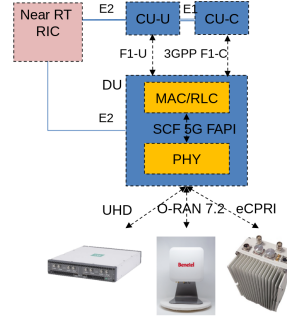 Near RT
RIC
E2
CU-U
E1
CU-C
F1-U
3GPP F1-C
DU
MAC/RLC
E2
SCF 5G FAPI
PHY
UHD
O-RAN 7.2
eCPRI
Benetel